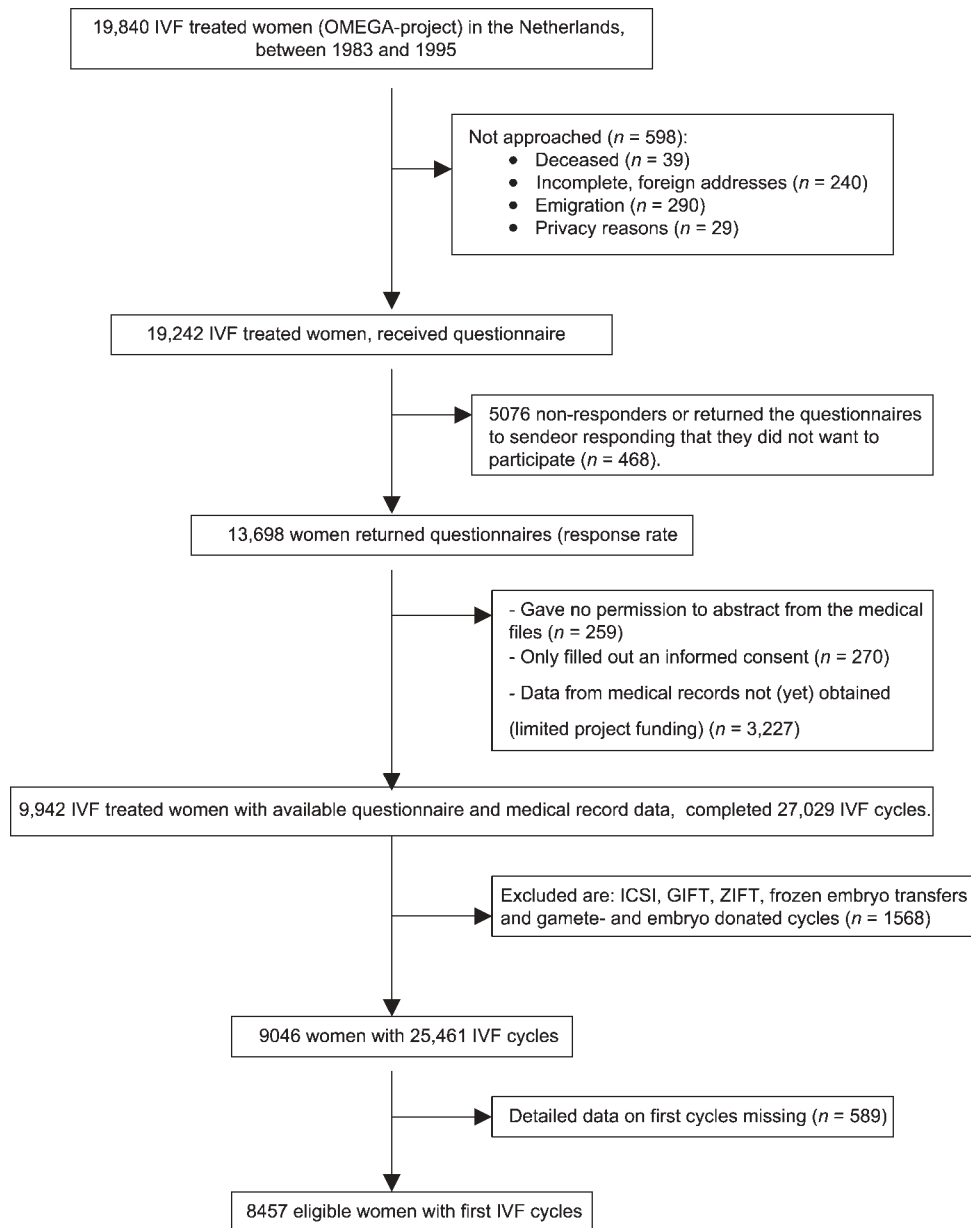 19,840 IVF treated women (OMEGA-project) in the Netherlands,
between 1983 and 1995
Not approached (n = 598):
● Deceased (n = 39)
● Incomplete, foreign addresses (n = 240)
● Emigration (n = 290)
● Privacy reasons (n = 29)
19,242 IVF treated women, received questionnaire
5076 non-responders or returned the questionnaires
to sendeor responding that they did not want to
participate (n = 468).
13,698 women returned questionnaires (response rate
- Gave no permission to abstract from the medical
files (n = 259)
- Only filled out an informed consent (n = 270)
- Data from medical records not (yet) obtained
(limited project funding) (n = 3,227)
9,942 IVF treated women with available questionnaire and medical record data, completed 27,029 IVF cycles.
Excluded are: ICSI, GIFT, ZIFT, frozen embryo transfers
and gamete- and embryo donated cycles (n = 1568)
9046 women with 25,461 IVF cycles
Detailed data on first cycles missing (n = 589)
8457 eligible women with first IVF cycles